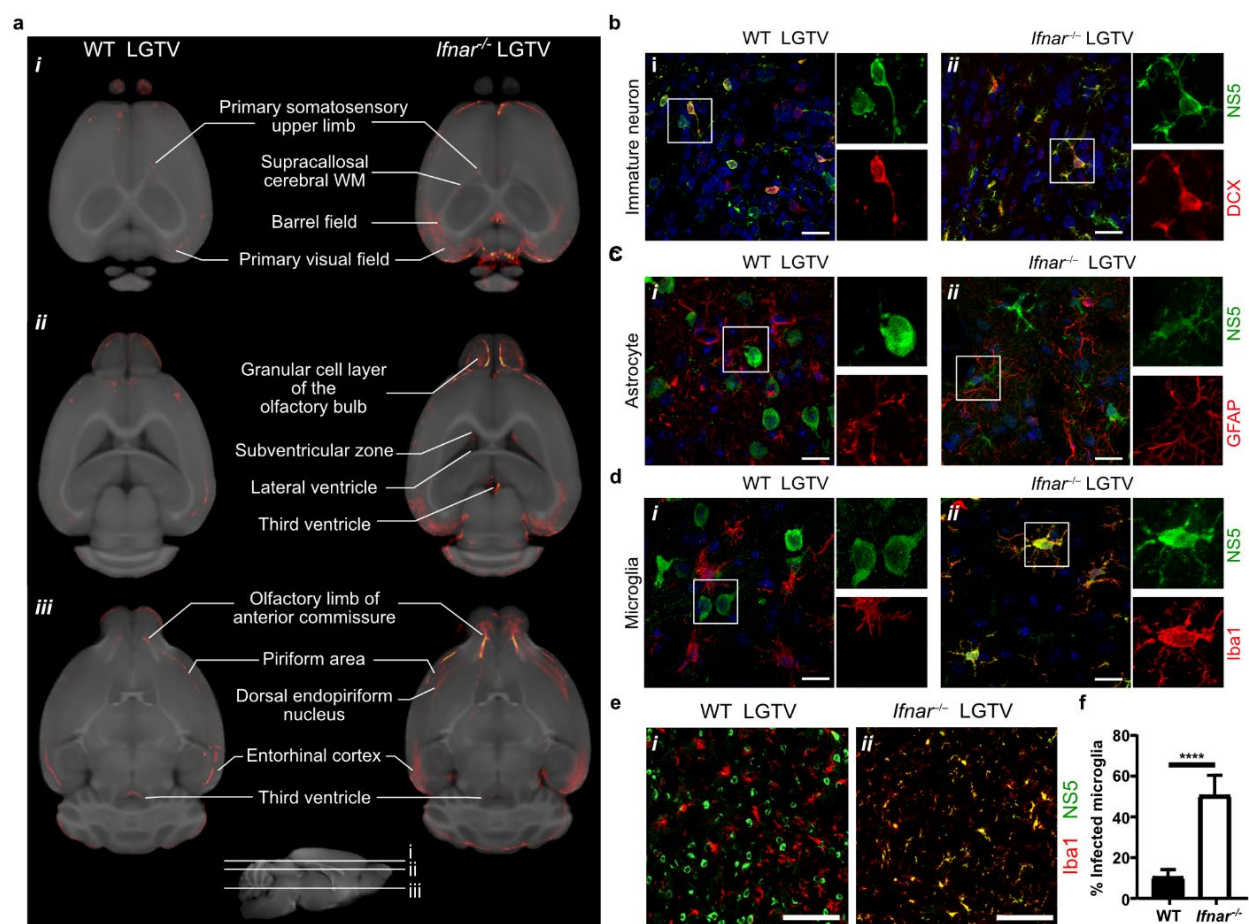 a
WT LGTV
Ifnar⁻/⁻ LGTV
i
Primary somatosensory
upper limb
Supracallosal
cerebral WM
Barrel field
Primary visual field
ii
Granular cell layer
of the
olfactory bulb
Subventricular zone
Lateral ventricle
Third ventricle
iii
Olfactory limb of
anterior commissure
Piriform area
Dorsal endopiriform
nucleus
Entorhinal cortex
Third ventricle
i
ii
iii
b
WT LGTV
Ifnar⁻/⁻ LGTV
Immature neuron
i
ii
NS5
DCX
c
WT LGTV
Ifnar⁻/⁻ LGTV
Astrocyte
i
ii
NS5
GFAP
d
WT LGTV
Ifnar⁻/⁻ LGTV
Microglia
i
ii
NS5
Iba1
e
WT LGTV
Ifnar⁻/⁻ LGTV
i
ii
Iba1 NS5
f
% Infected microglia
80
60
40
20
0
****
WT
Ifnar⁻/⁻